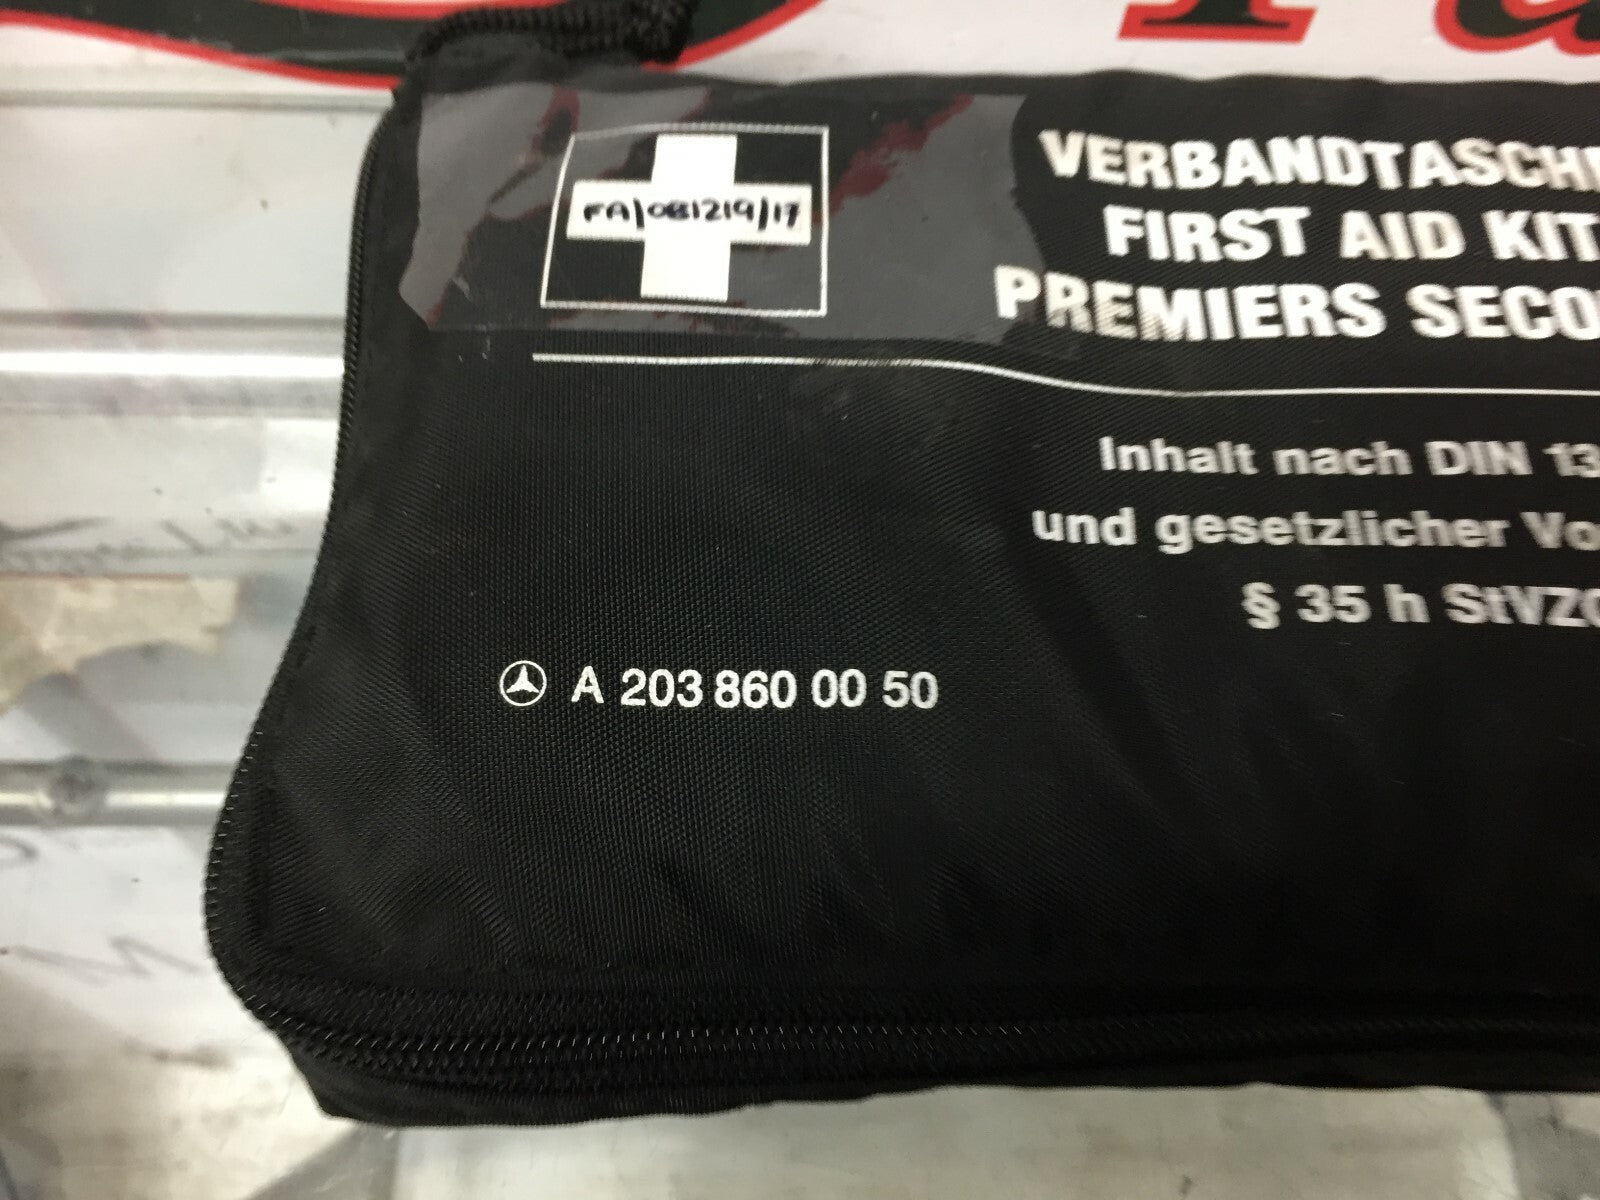 FA/081219/17
VERBANDTASCHE
FIRST AID KIT
PREMIERS SECO
Inhalt nach DIN 13
und gesetzlicher Vo
§ 35 h StVZO
A 203 860 00 50